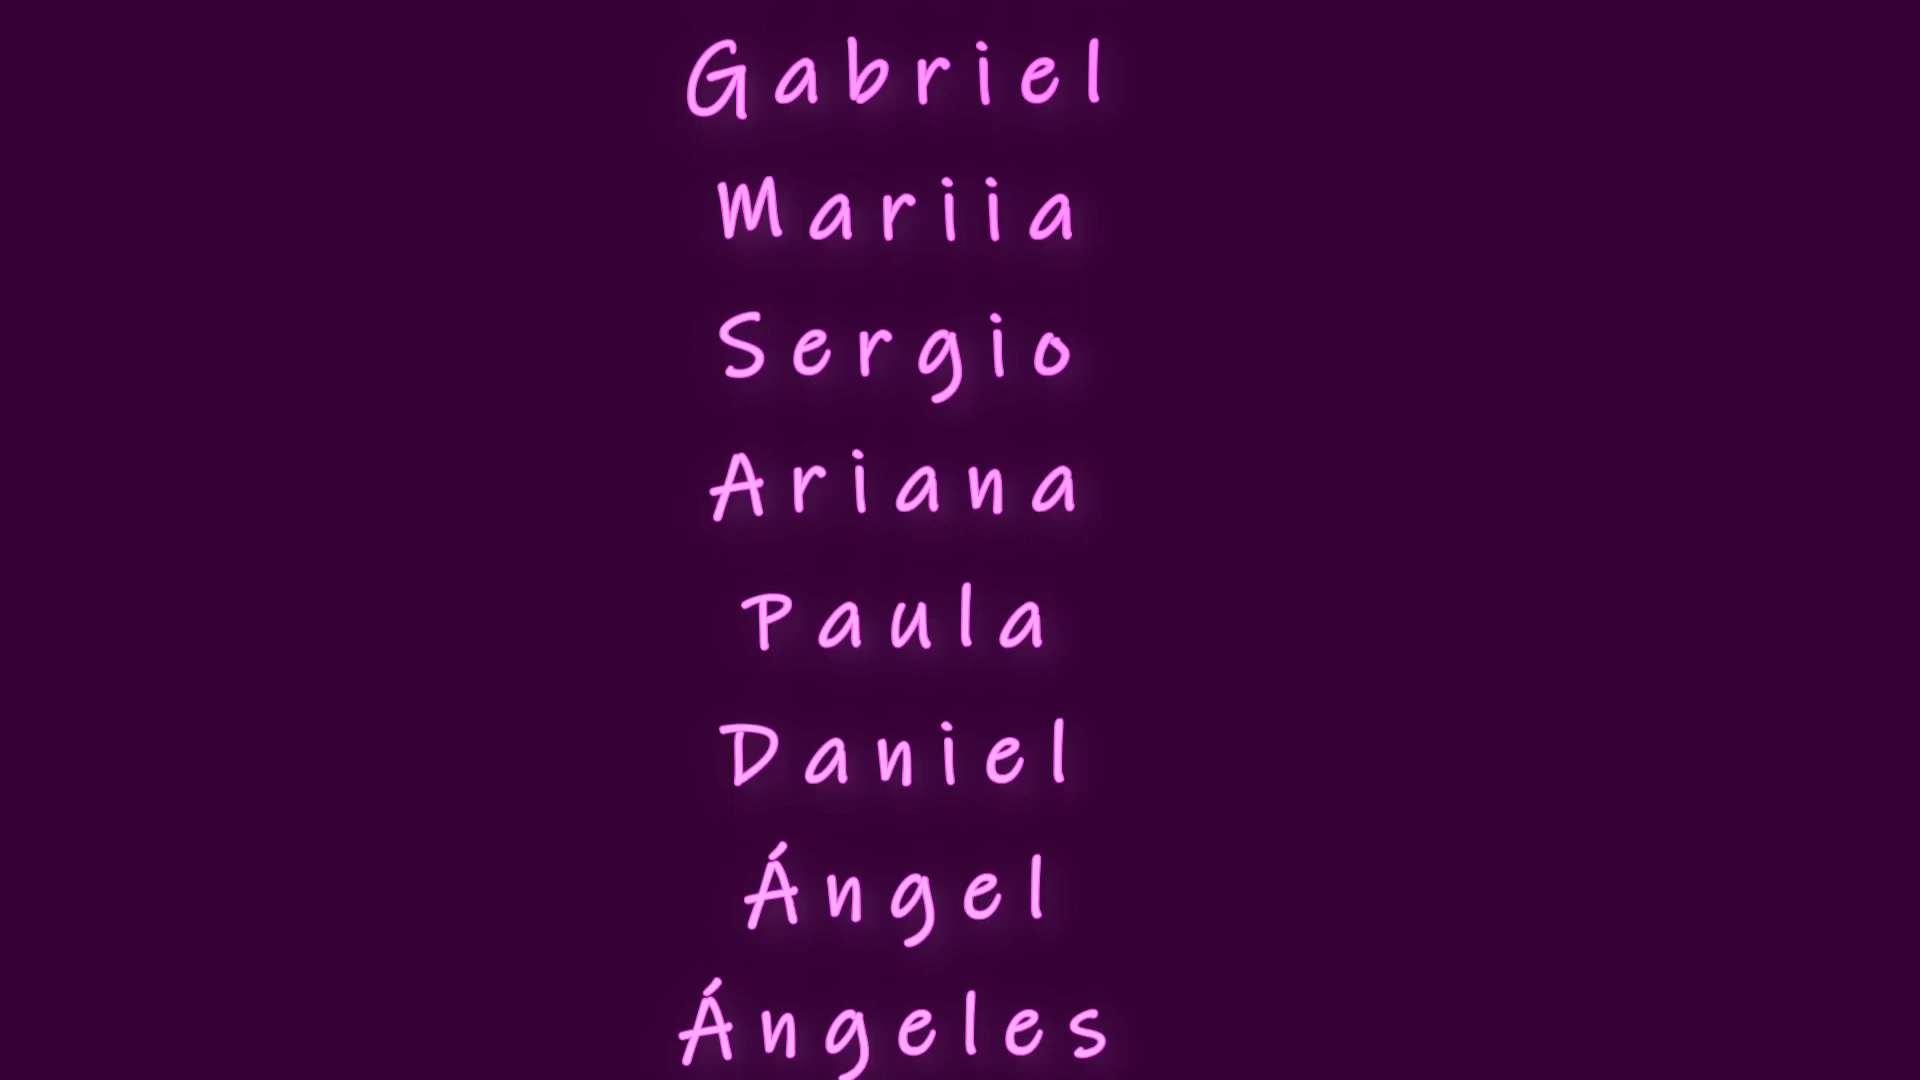 Gabriel
Mariia
Sergio
Ariana
Paula
Daniel
Ángel
Ángeles